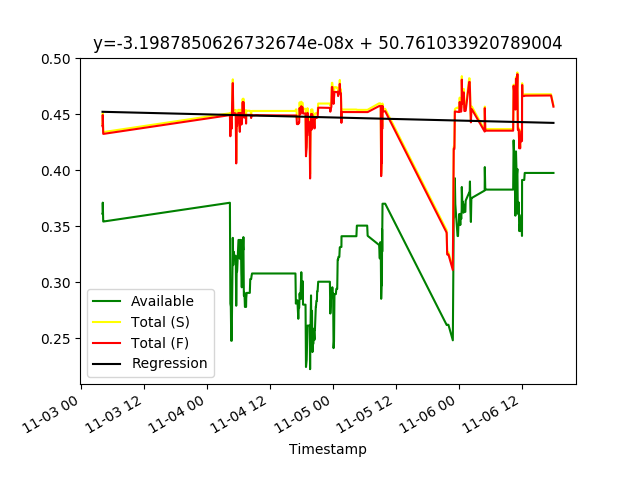 y=-3.1987850626732674e-08x + 50.761033920789004
0.50
0.45
0.40
0.35
0.30
0.25
Available
Total (S)
Total (F)
Regression
11-03 00
11-03 12
11-04 00
11-04 12
11-05 00
11-05 12
11-06 00
11-06 12
Timestamp